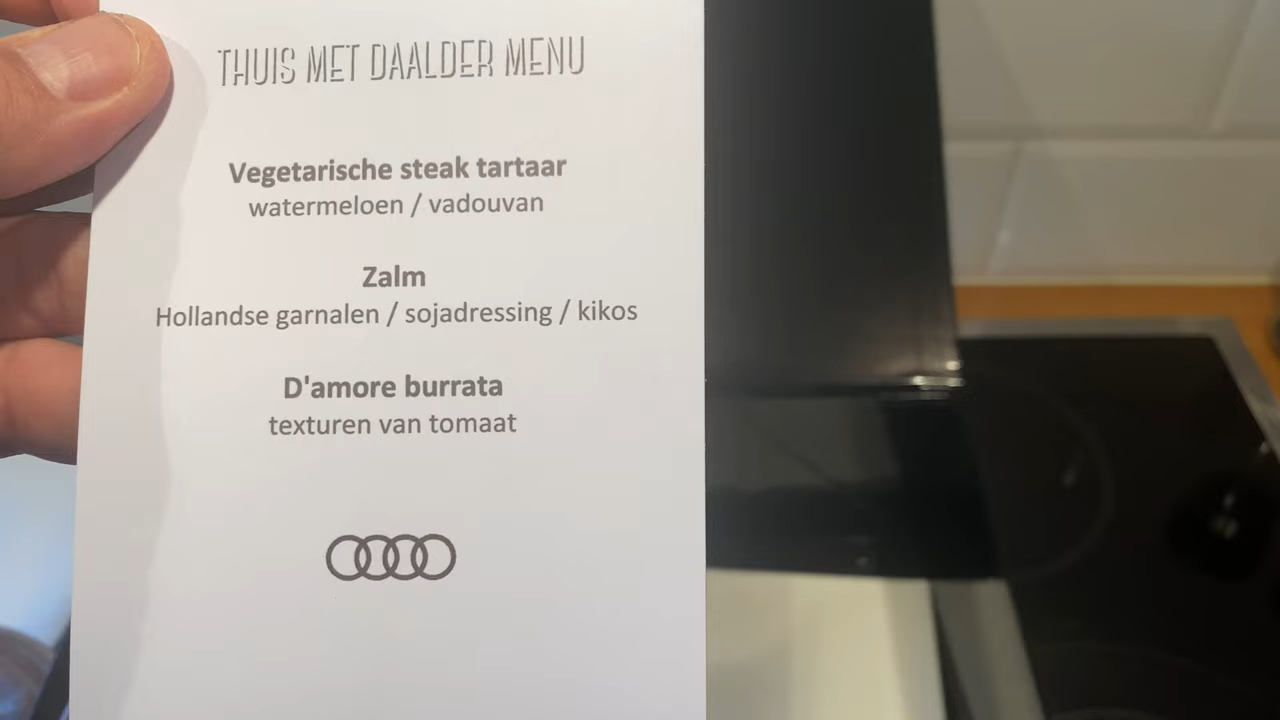 THUIS MET DAALDER MENU
Vegetarische steak tartaar
watermeloen / vadouvan
Zalm
Hollandse garnalen / sojadressing / kikos
D'amore burrata
texturen van tomaat